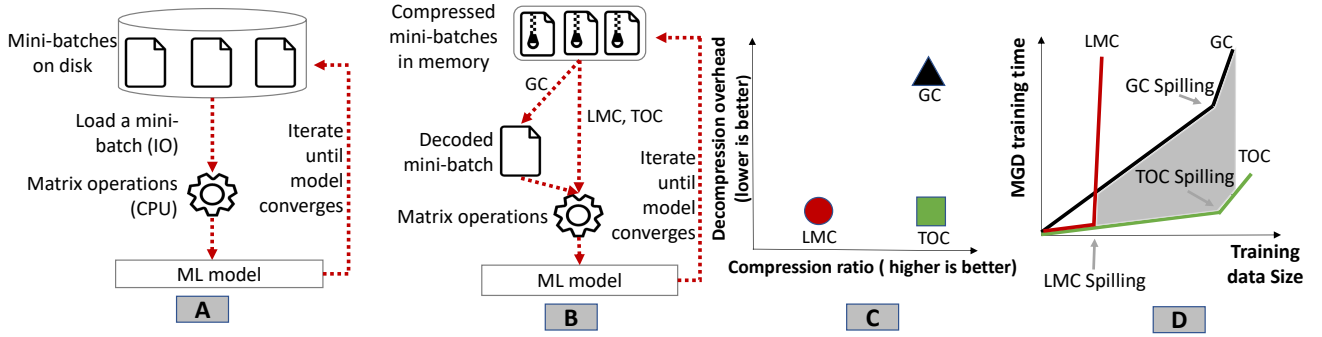 Mini-batches
on disk
Load a mini-
batch (IO)
Matrix operations
(CPU)
Iterate
until
model
converges
ML model
A
Compressed
mini-batches
in memory
GC
LMC, TOC
Decoded
mini-batch
Matrix operations
Iterate
until
model
converges
ML model
B
Decompression overhead
(lower is better)
GC
LMC
TOC
Compression ratio ( higher is better)
C
MGD training time
LMC
GC
GC Spilling
TOC
TOC Spilling
LMC Spilling
Training
data Size
D